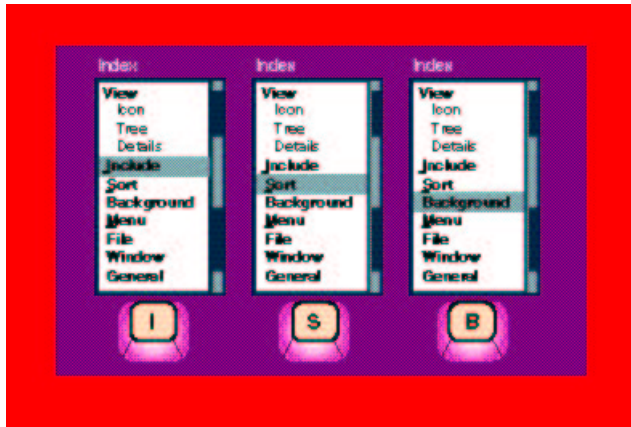 Index
View
Icon
Tree
Details
Include
Sort
Background
Menu
File
Window
General
I
Index
View
Icon
Tree
Details
Include
Sort
Background
Menu
File
Window
General
S
Index
View
Icon
Tree
Details
Include
Sort
Background
Menu
File
Window
General
B